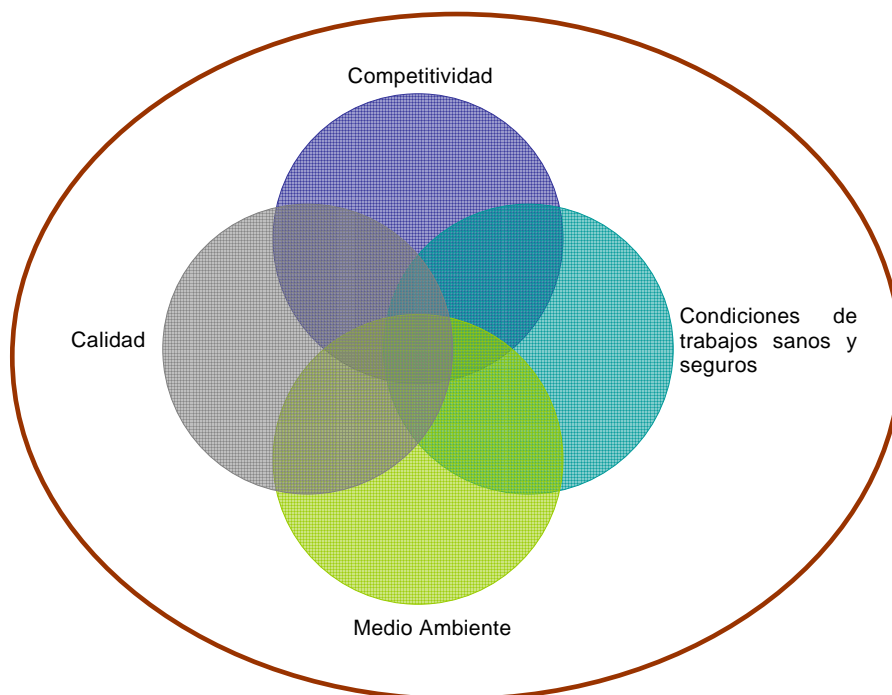 Competitividad
Calidad
Condiciones de
trabajos sanos y
seguros
Medio Ambiente